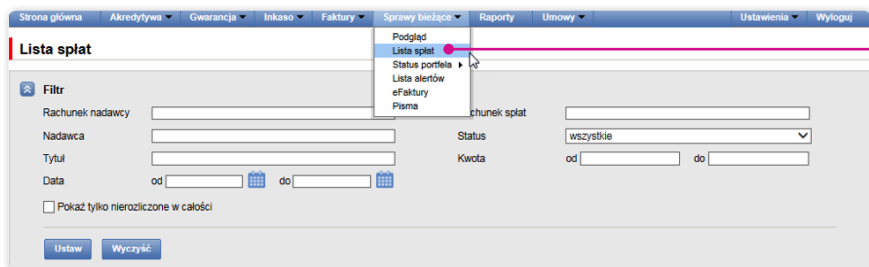 Strona główna Akredytywa Gwarancja Inkaso Faktury Sprawy bieżące Raporty Umowy Ustawienia Wyloguj
Podgląd
Lista spłat
Lista spłat
Status portfela
Lista alertów
eFaktury
Pisma
Filtr
Rachunek nadawcy chunek spłat
Nadawca Status wszystkie
Tytuł Kwota od do
Data od do
Pokaż tylko nierozliczone w całości
Ustaw Wyczyść